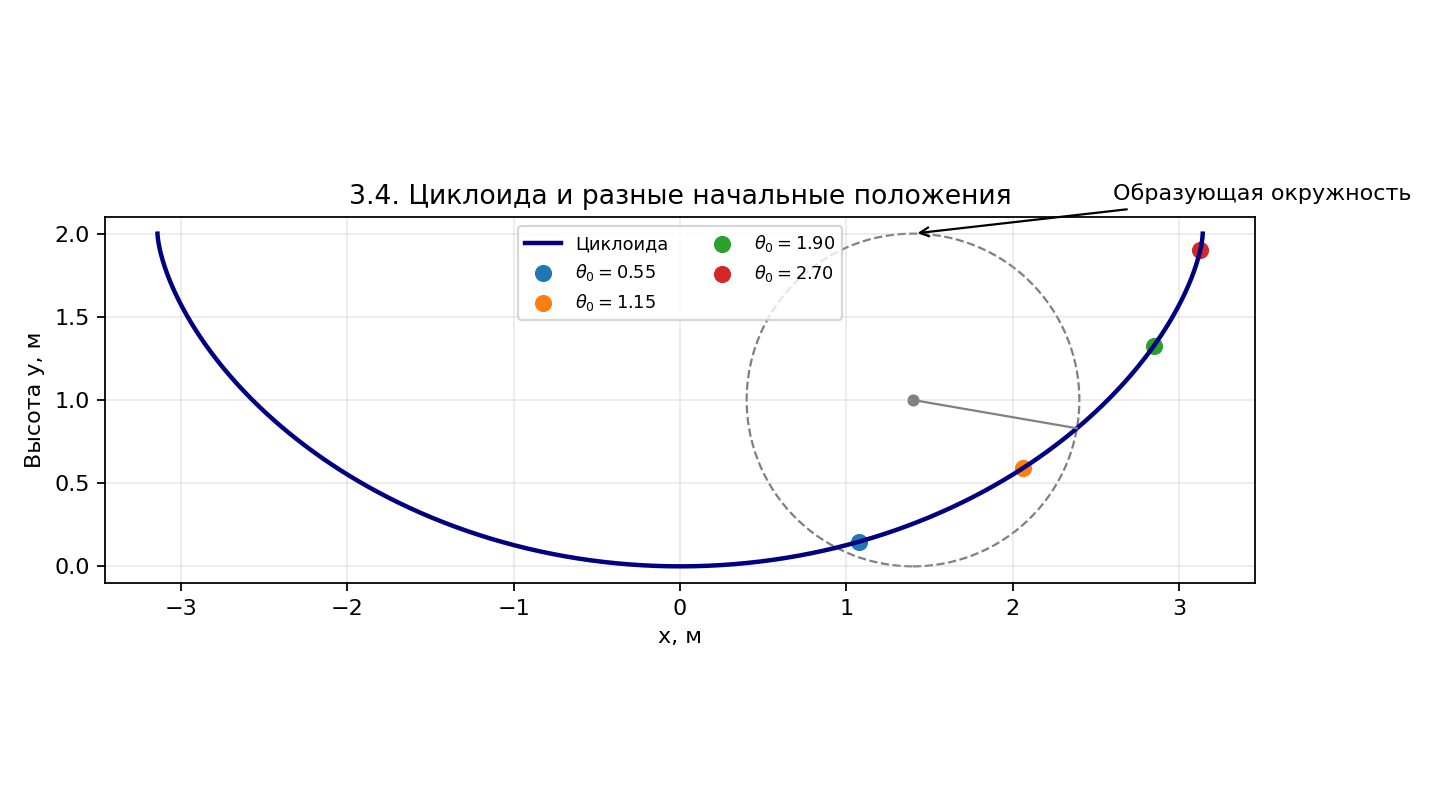 3.4. Циклоида и разные начальные положения
Образующая окружность
Циклоида
θ₀ = 0.55
θ₀ = 1.15
θ₀ = 1.90
θ₀ = 2.70
Высота y, м
2.0
1.5
1.0
0.5
0.0
−3
−2
−1
0
1
2
3
x, м